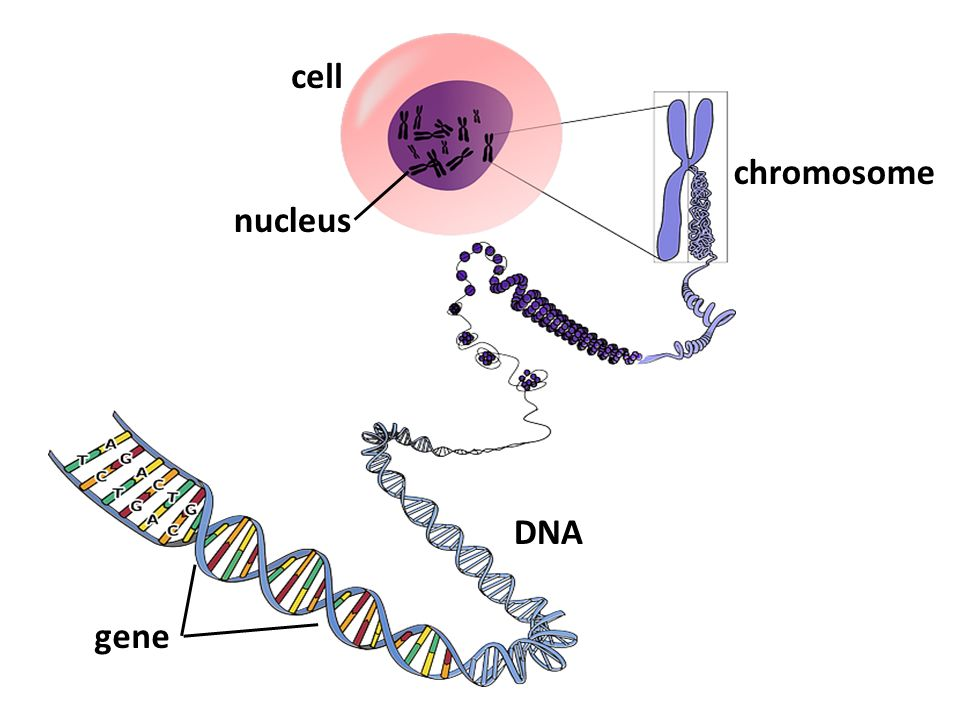 cell
chromosome
nucleus
DNA
gene
T A
C G
T A
G C
A T
C G